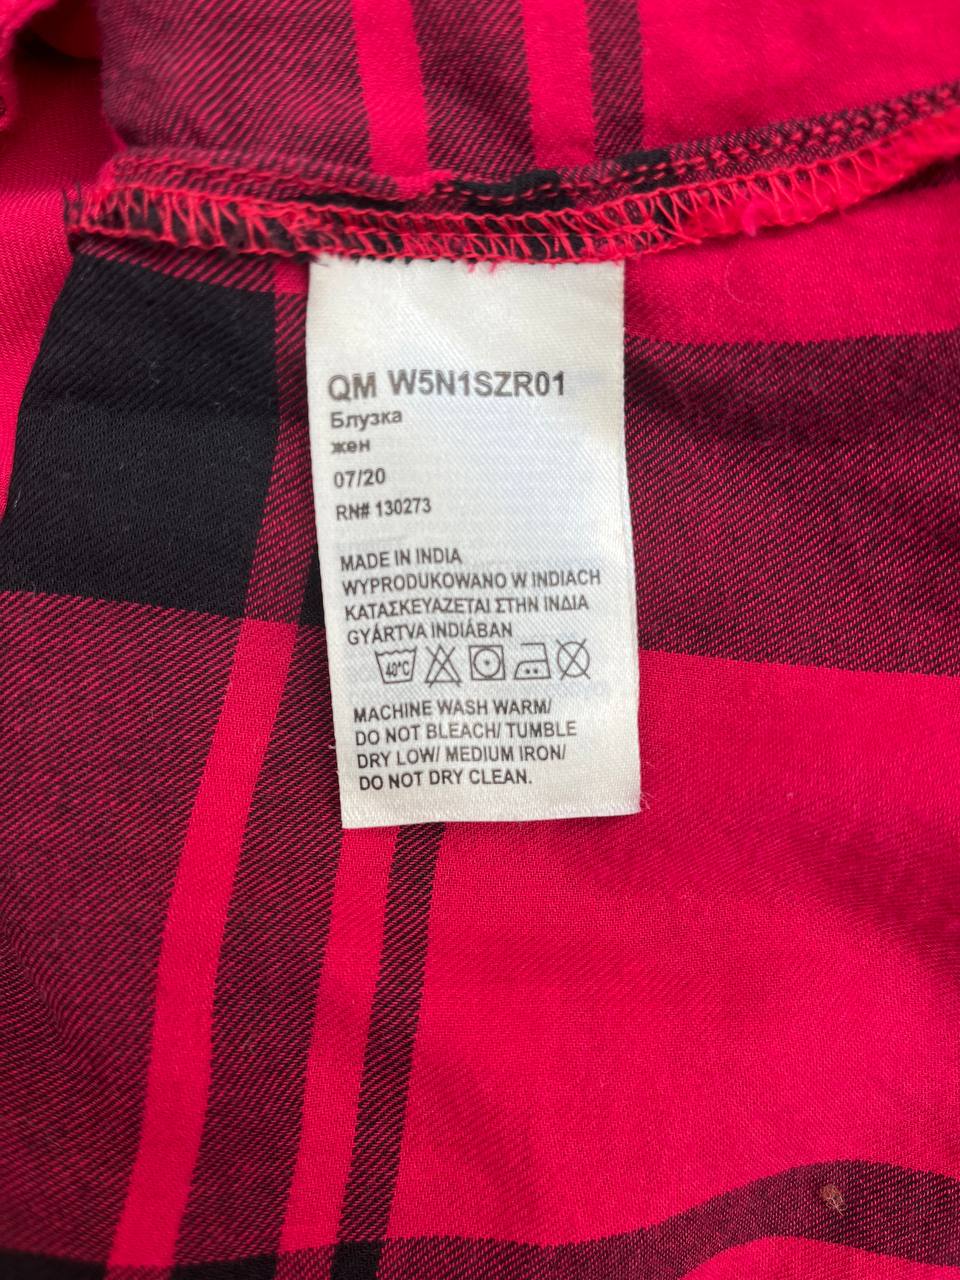 QM W5N1SZR01
Блузка
жен
07/20
RN# 130273
MADE IN INDIA
WYPRODUKOWANO W INDIACH
ΚΑΤΑΣΚΕΥΑΖΕΤΑΙ ΣΤΗΝ ΙΝΔΙΑ
GYÁRTVA INDIÁBAN
40°C
MACHINE WASH WARM/
DO NOT BLEACH/ TUMBLE
DRY LOW/ MEDIUM IRON/
DO NOT DRY CLEAN.